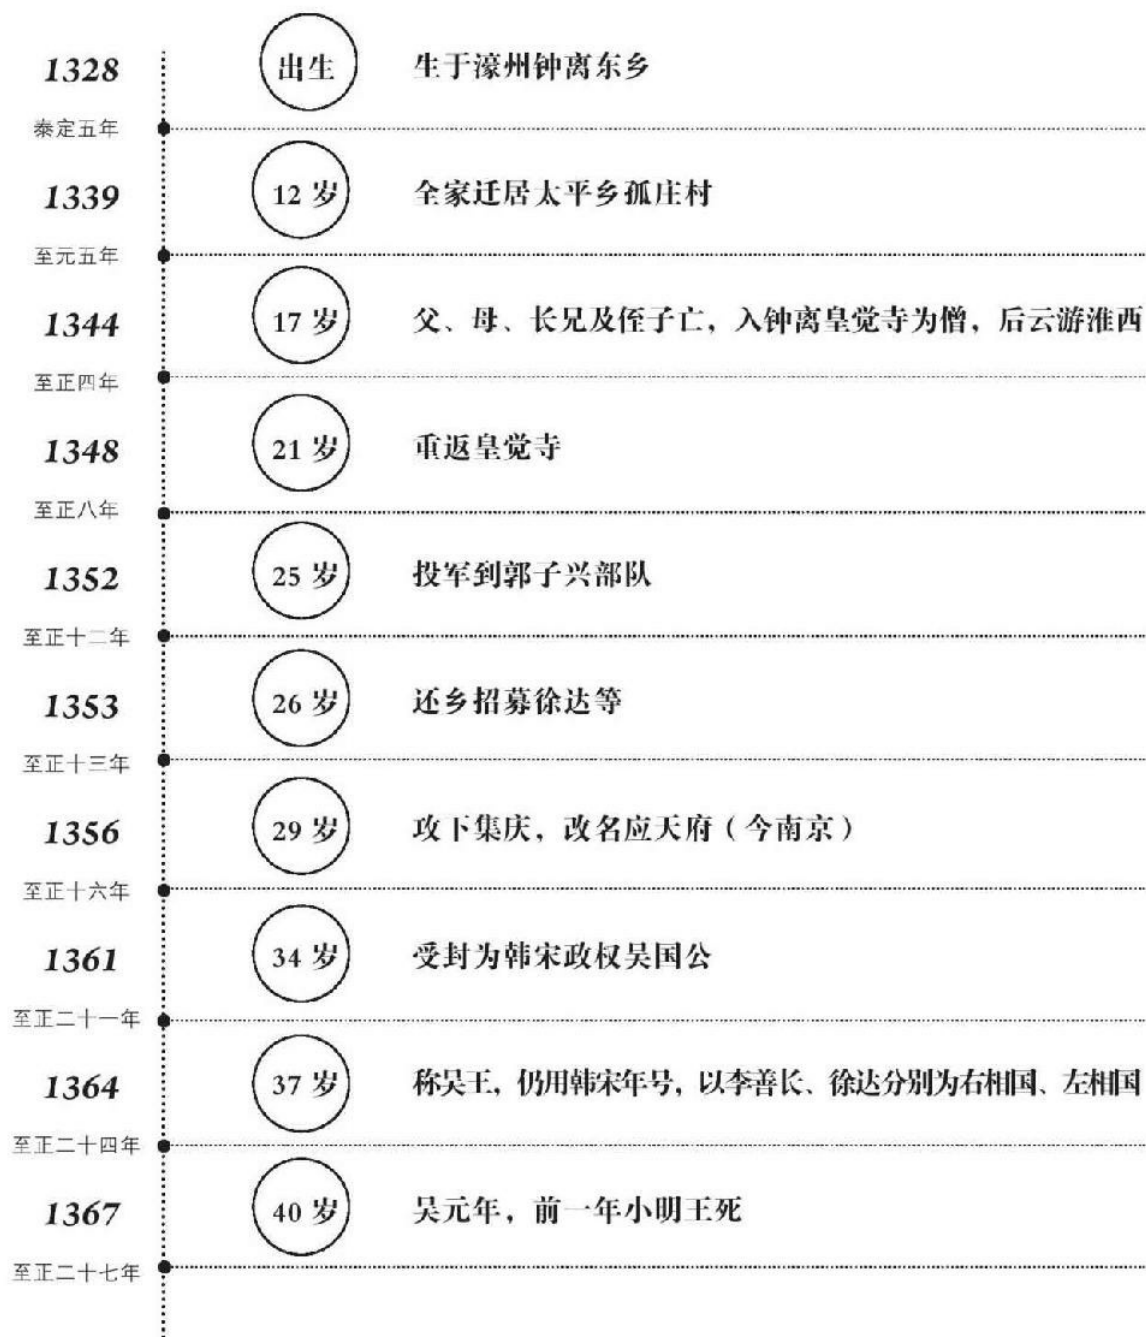 1328 出生 生于濠州钟离东乡
泰定五年
1339 12 岁 全家迁居太平乡孤庄村
至元五年
1344 17 岁 父、母、长兄及侄子亡，入钟离皇觉寺为僧，后云游淮西
至正四年
1348 21 岁 重返皇觉寺
至正八年
1352 25 岁 投军到郭子兴部队
至正十二年
1353 26 岁 还乡招募徐达等
至正十三年
1356 29 岁 攻下集庆，改名应天府（今南京）
至正十六年
1361 34 岁 受封为韩宋政权吴国公
至正二十一年
1364 37 岁 称吴王，仍用韩宋年号，以李善长、徐达分别为右相国、左相国
至正二十四年
1367 40 岁 吴元年，前一年小明王死
至正二十七年